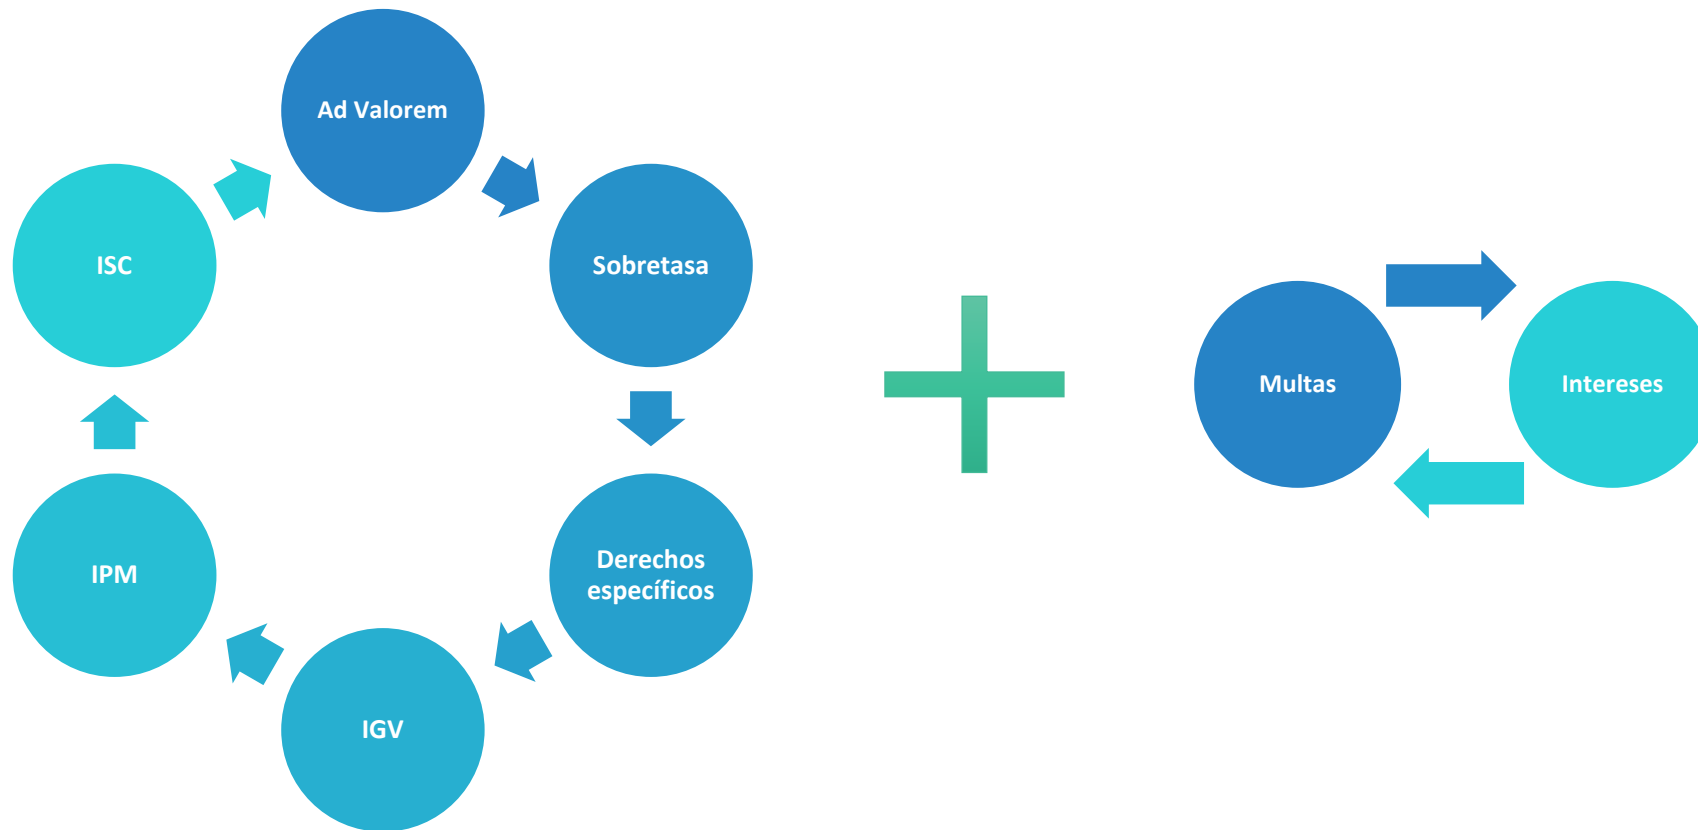 Ad Valorem
Sobretasa
Derechos
específicos
IGV
IPM
ISC
Multas
Intereses